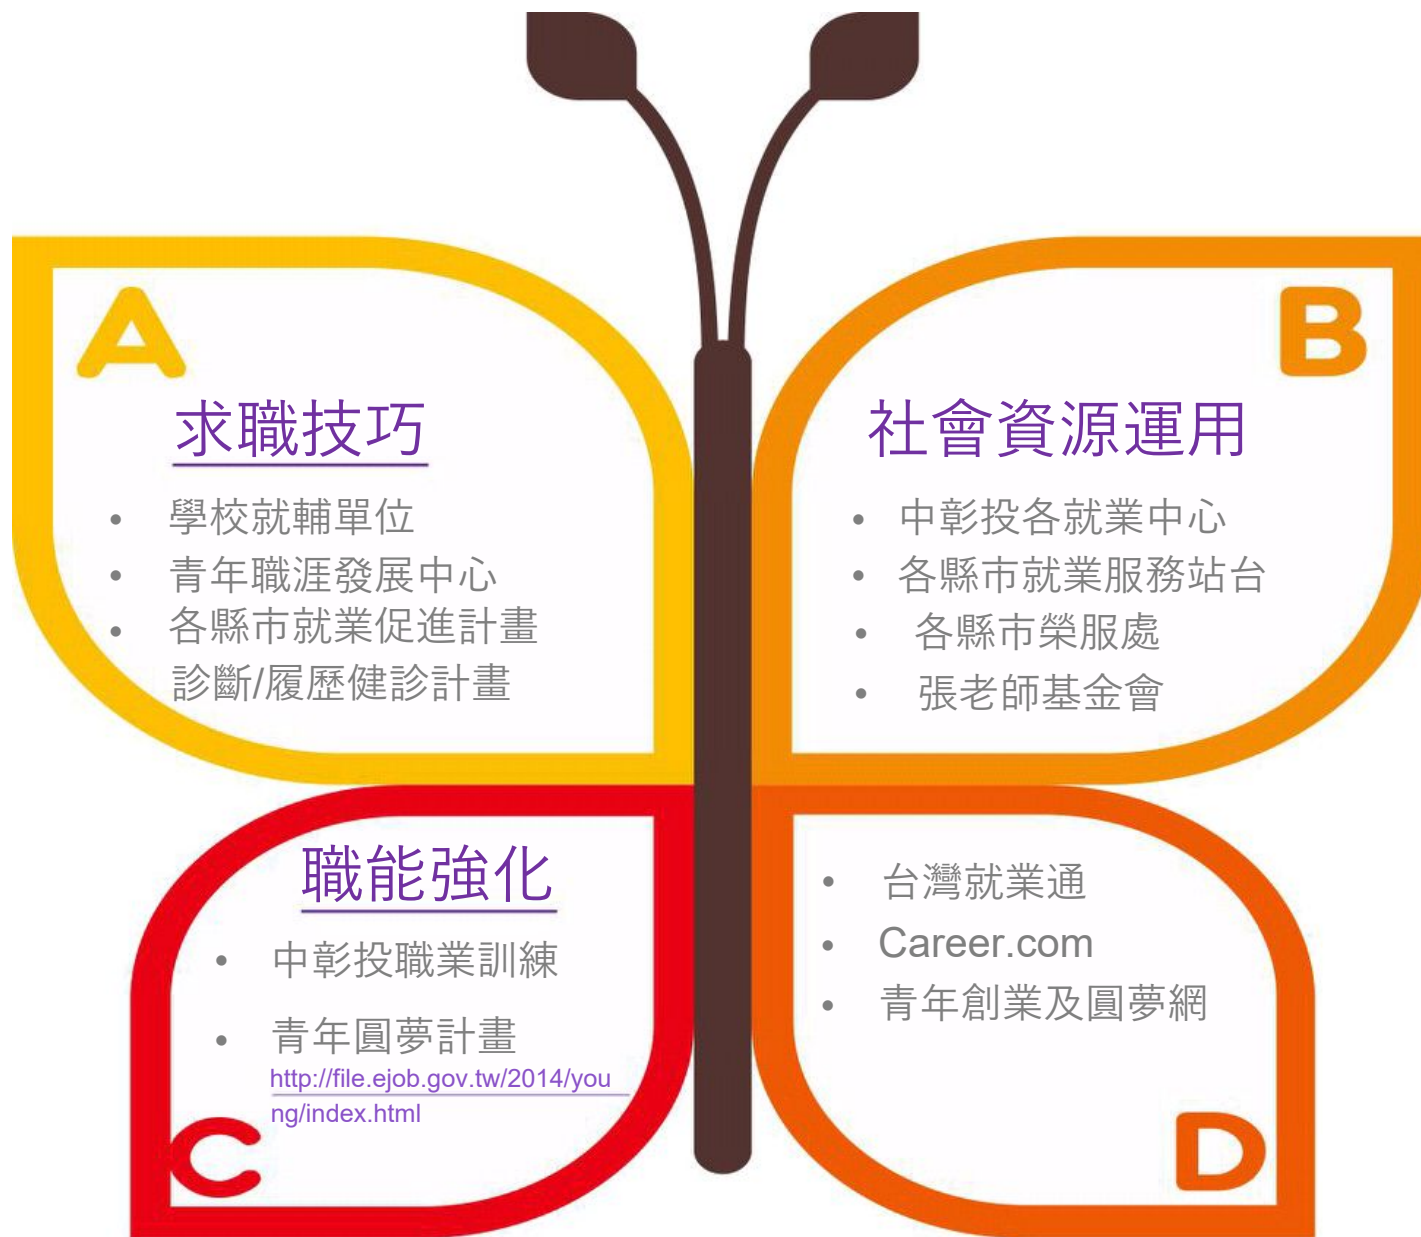 A
求職技巧
• 學校就輔單位
• 青年職涯發展中心
• 各縣市就業促進計畫
診斷/履歷健診計畫
B
社會資源運用
• 中彰投各就業中心
• 各縣市就業服務站台
• 各縣市榮服處
• 張老師基金會
職能強化
• 中彰投職業訓練
• 青年圓夢計畫
http://file.ejob.gov.tw/2014/you
ng/index.html
C
• 台灣就業通
• Career.com
• 青年創業及圓夢網
D